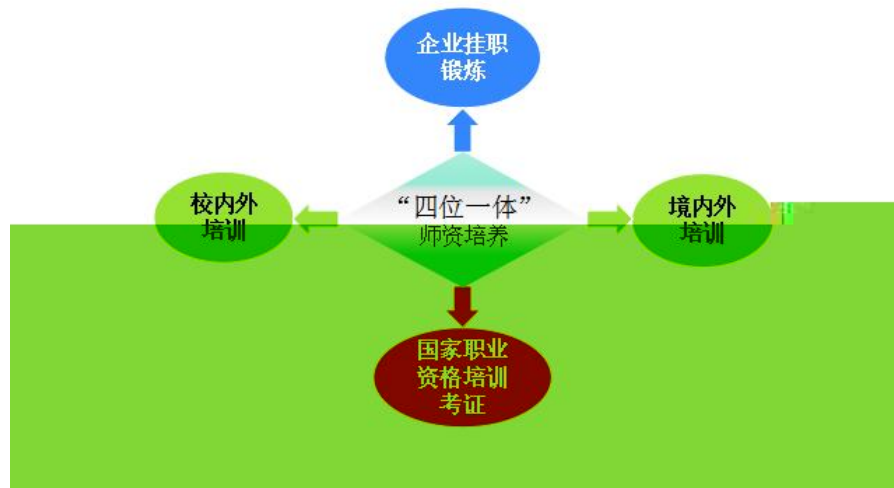 企业挂职
锻炼
校内外
培训
“四位一体”
师资培养
境内外
培训
国家职业
资格培训
考证